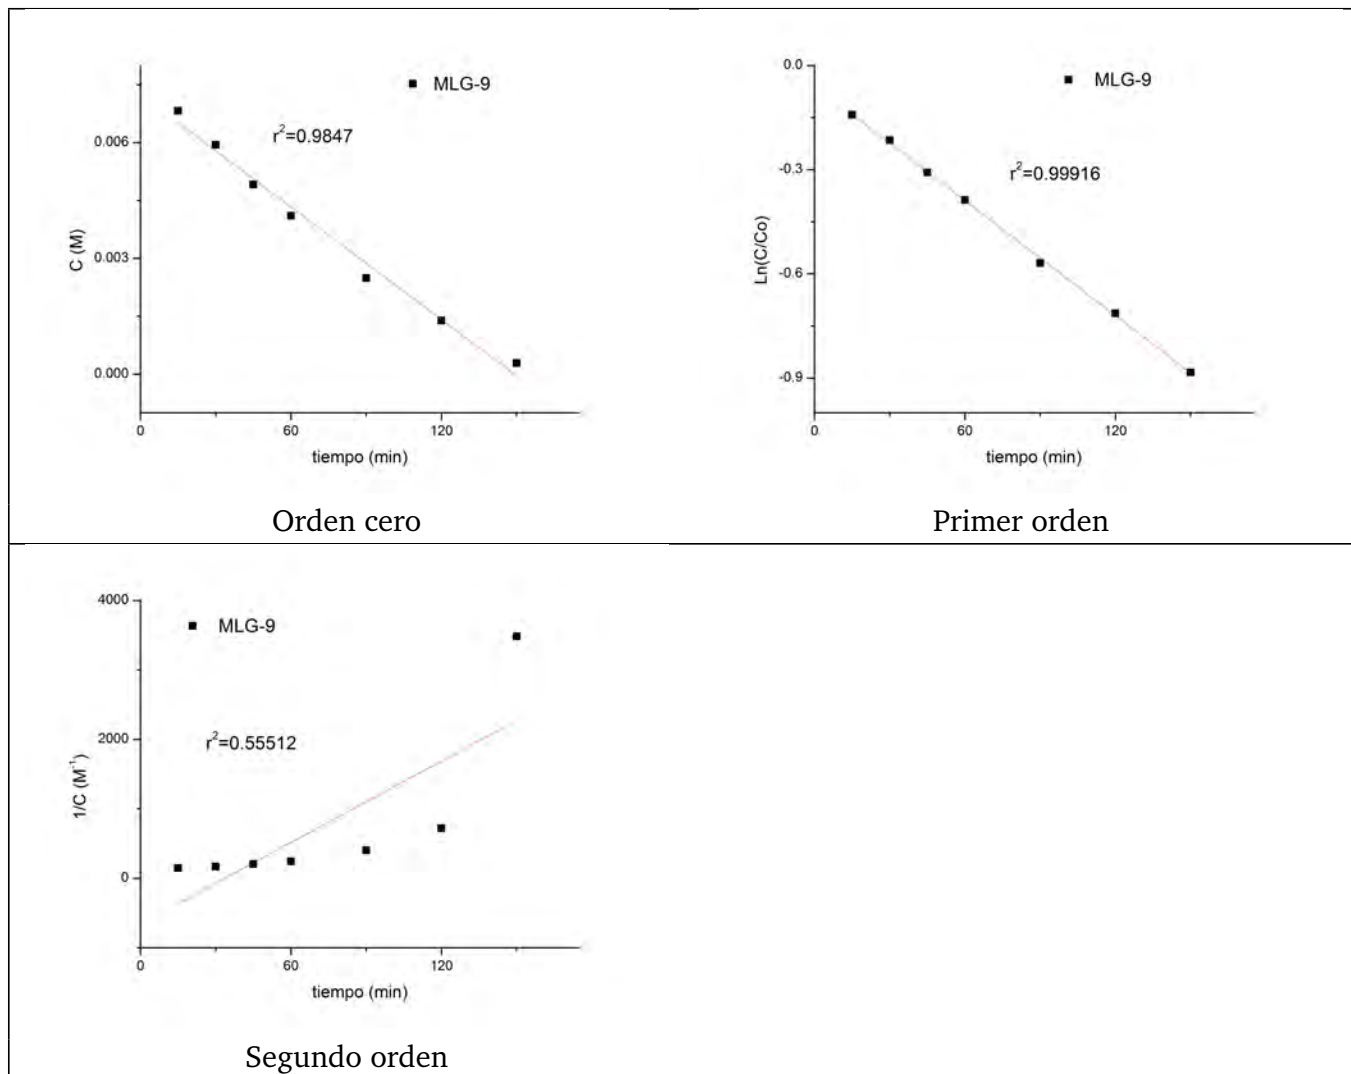 MLG-9
r²=0.9847
0.006
0.003
0.000
C (M)
0
60
120
tiempo (min)
Orden cero
MLG-9
r²=0.99916
0.0
-0.3
-0.6
-0.9
Ln(C/Co)
0
60
120
tiempo (min)
Primer orden
4000
MLG-9
r²=0.55512
2000
0
1/C (M⁻¹)
0
60
120
tiempo (min)
Segundo orden